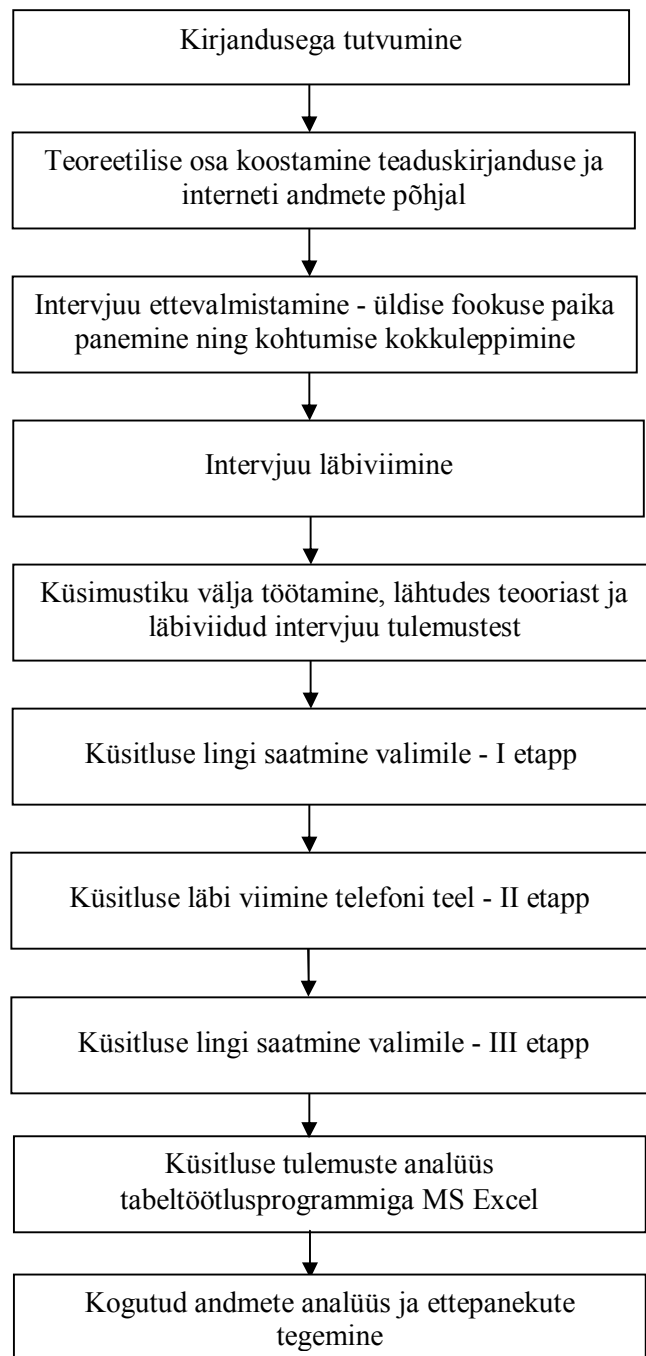 Kirjandusega tutvumine
Teoreetilise osa koostamine teaduskirjanduse ja
interneti andmete põhjal
Intervjuu ettevalmistamine - üldise fookuse paika
panemine ning kohtumise kokkuleppimine
Intervjuu läbiviimine
Küsimustiku välja töötamine, lähtudes teooriast ja
läbiviidud intervjuu tulemustest
Küsitluse lingi saatmine valimile - I etapp
Küsitluse läbi viimine telefoni teel - II etapp
Küsitluse lingi saatmine valimile - III etapp
Küsitluse tulemuste analüüs
tabeltöötlusprogrammiga MS Excel
Kogutud andmete analüüs ja ettepanekute
tegemine